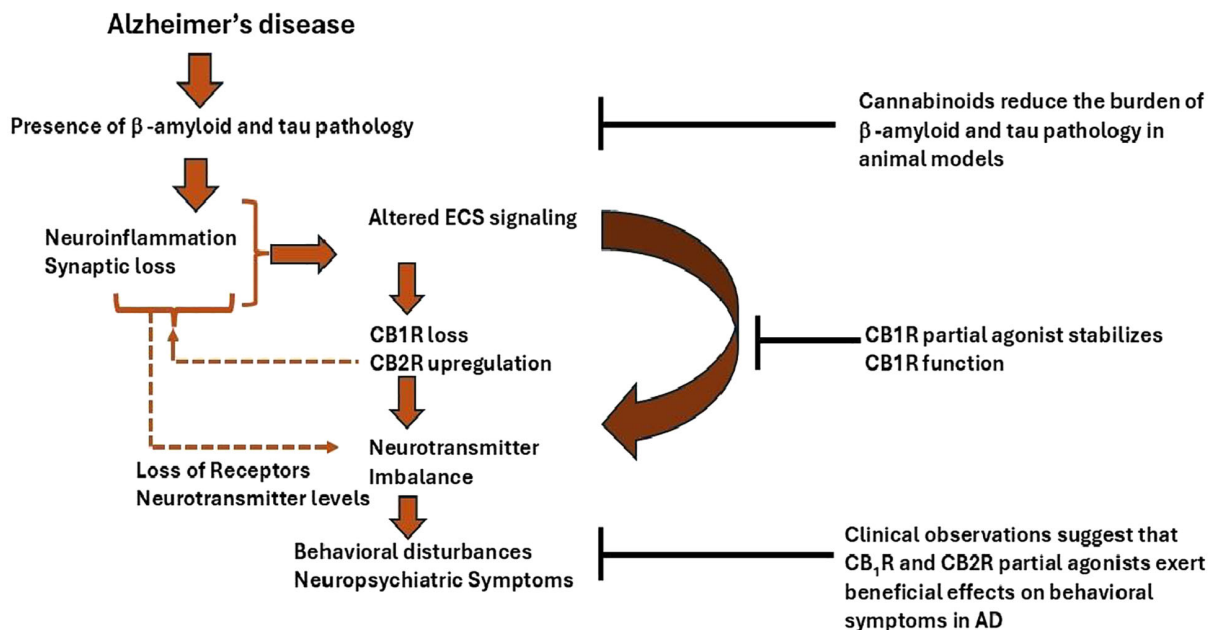 Alzheimer's disease
Presence of β-amyloid and tau pathology
Cannabinoids reduce the burden of
β-amyloid and tau pathology in
animal models
Neuroinflammation
Synaptic loss
Altered ECS signaling
CB1R loss
CB2R upregulation
CB1R partial agonist stabilizes
CB1R function
Neurotransmitter
Imbalance
Loss of Receptors
Neurotransmitter levels
Behavioral disturbances
Neuropsychiatric Symptoms
Clinical observations suggest that
CB₁R and CB2R partial agonists exert
beneficial effects on behavioral
symptoms in AD